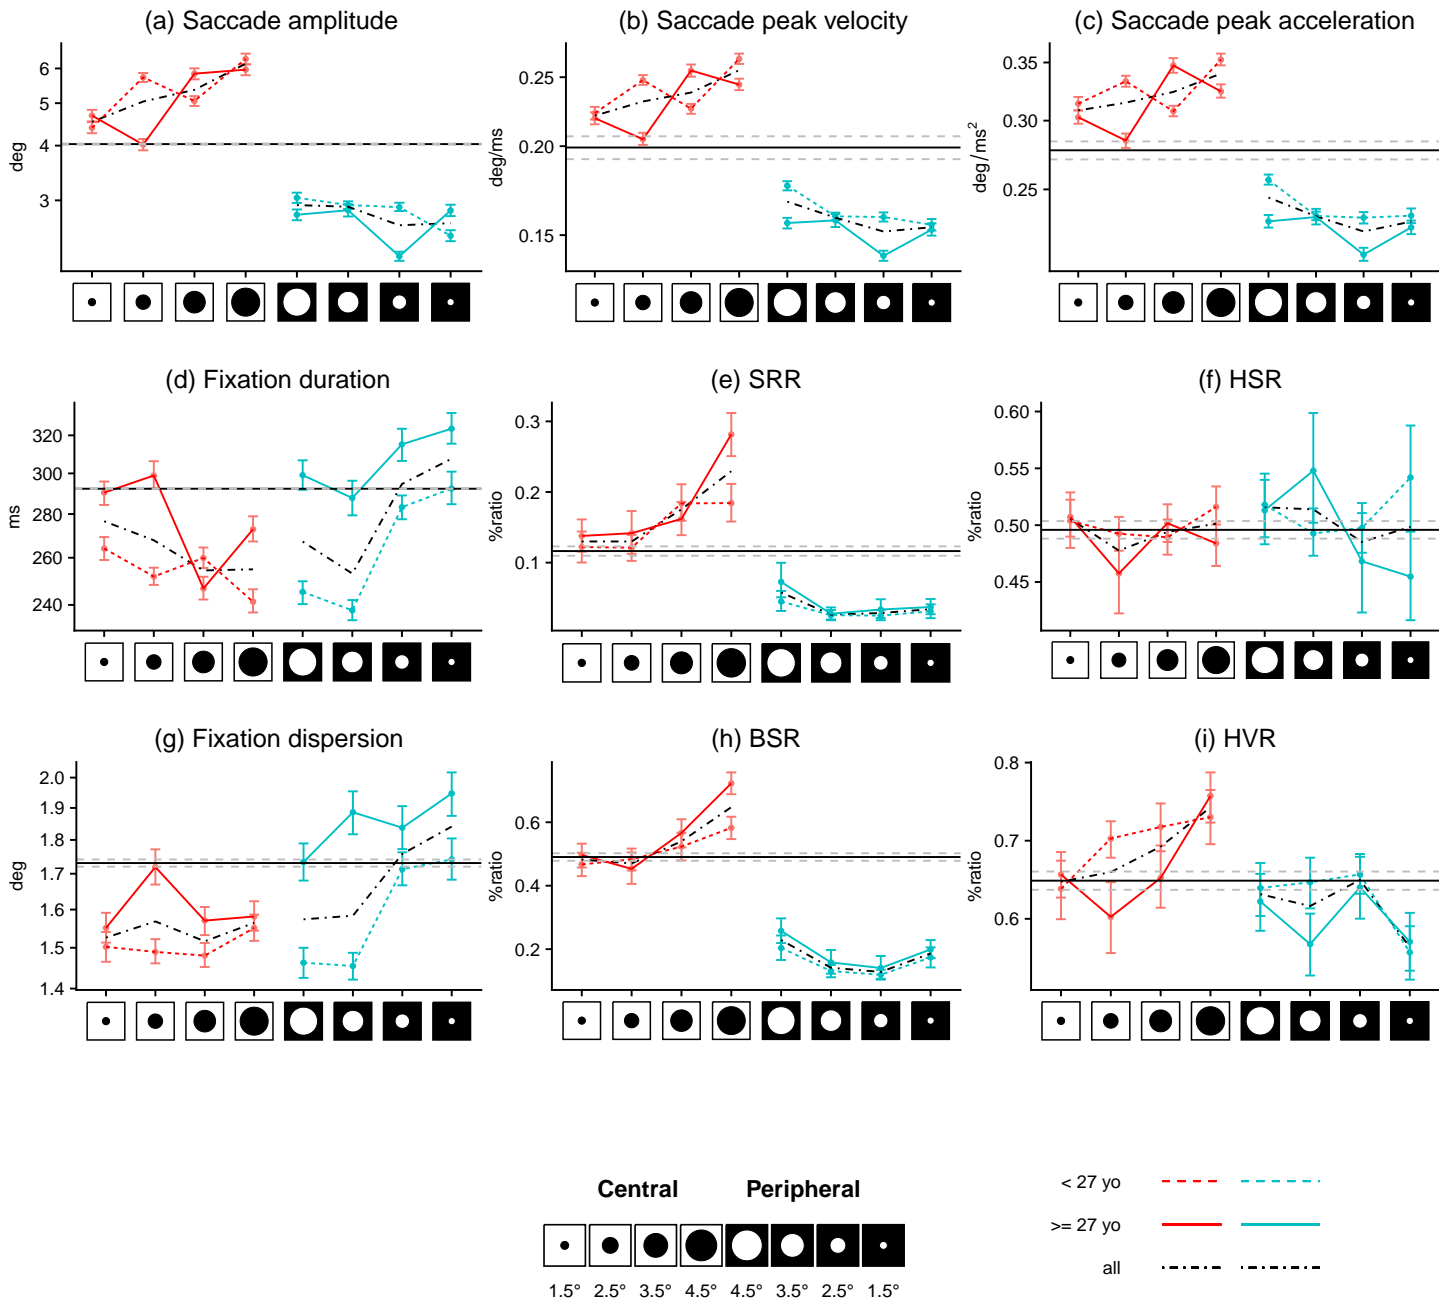 (a) Saccade amplitude
(b) Saccade peak velocity
(c) Saccade peak acceleration
deg
6
5
4
3
deg/ms
0.25
0.20
0.15
deg/ms²
0.35
0.30
0.25
(d) Fixation duration
(e) SRR
(f) HSR
ms
320
300
280
260
240
%ratio
0.3
0.2
0.1
%ratio
0.60
0.55
0.50
0.45
(g) Fixation dispersion
(h) BSR
(i) HVR
deg
2.0
1.9
1.8
1.7
1.6
1.5
1.4
%ratio
0.6
0.4
0.2
%ratio
0.8
0.7
0.6
Central Peripheral
1.5° 2.5° 3.5° 4.5° 4.5° 3.5° 2.5° 1.5°
< 27 yo
>= 27 yo
all